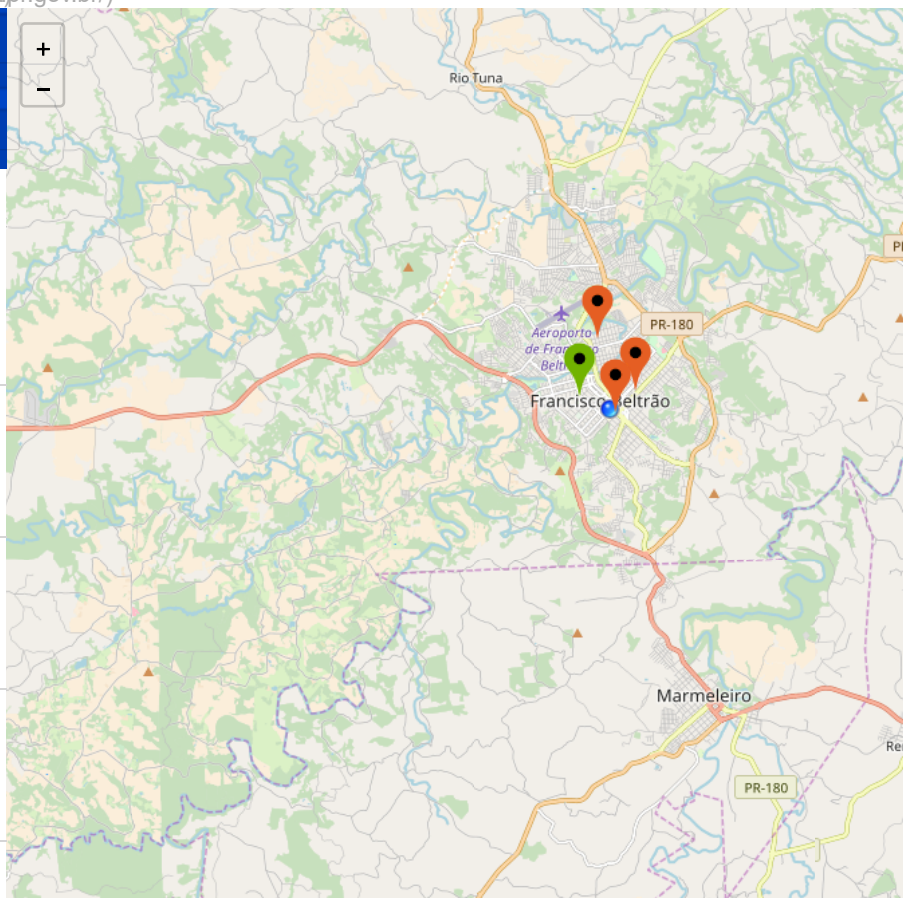 +
−
Rio Tuna
PR-180
Aeroporto
de Francisco
Beltrão
Francisco Beltrão
Marmeleiro
PR-180